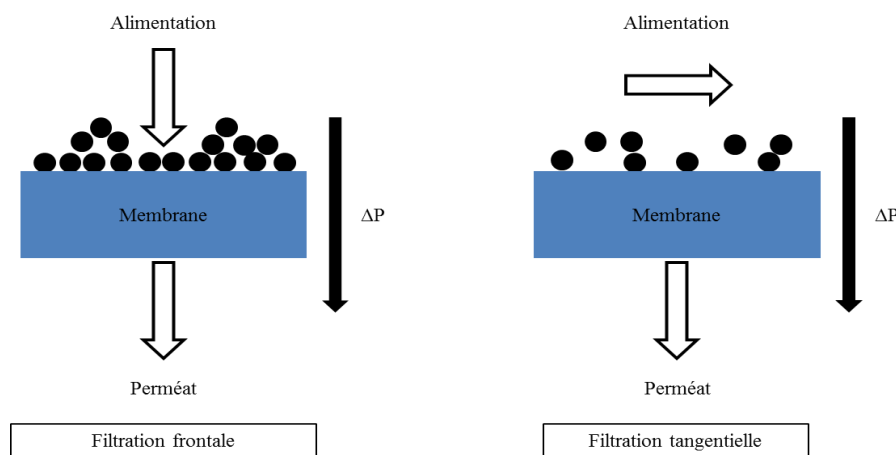 Alimentation
Membrane
ΔP
Perméat
Filtration frontale
Alimentation
Membrane
ΔP
Perméat
Filtration tangentielle